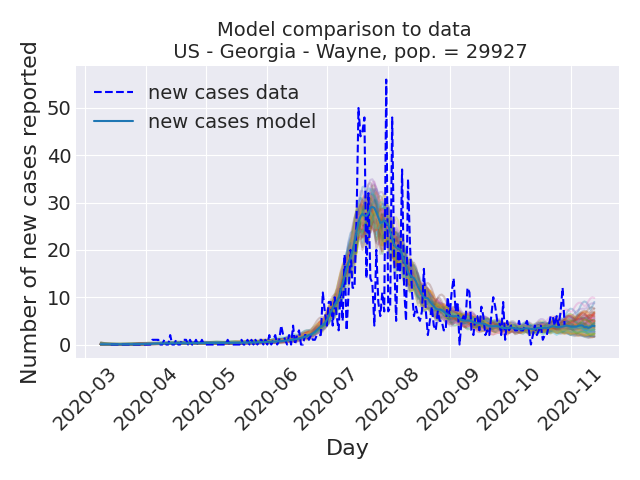 Model comparison to data
US - Georgia - Wayne, pop. = 29927
Number of new cases reported
50
40
30
20
10
0
new cases data
new cases model
2020-03
2020-04
2020-05
2020-06
2020-07
2020-08
2020-09
2020-10
2020-11
Day